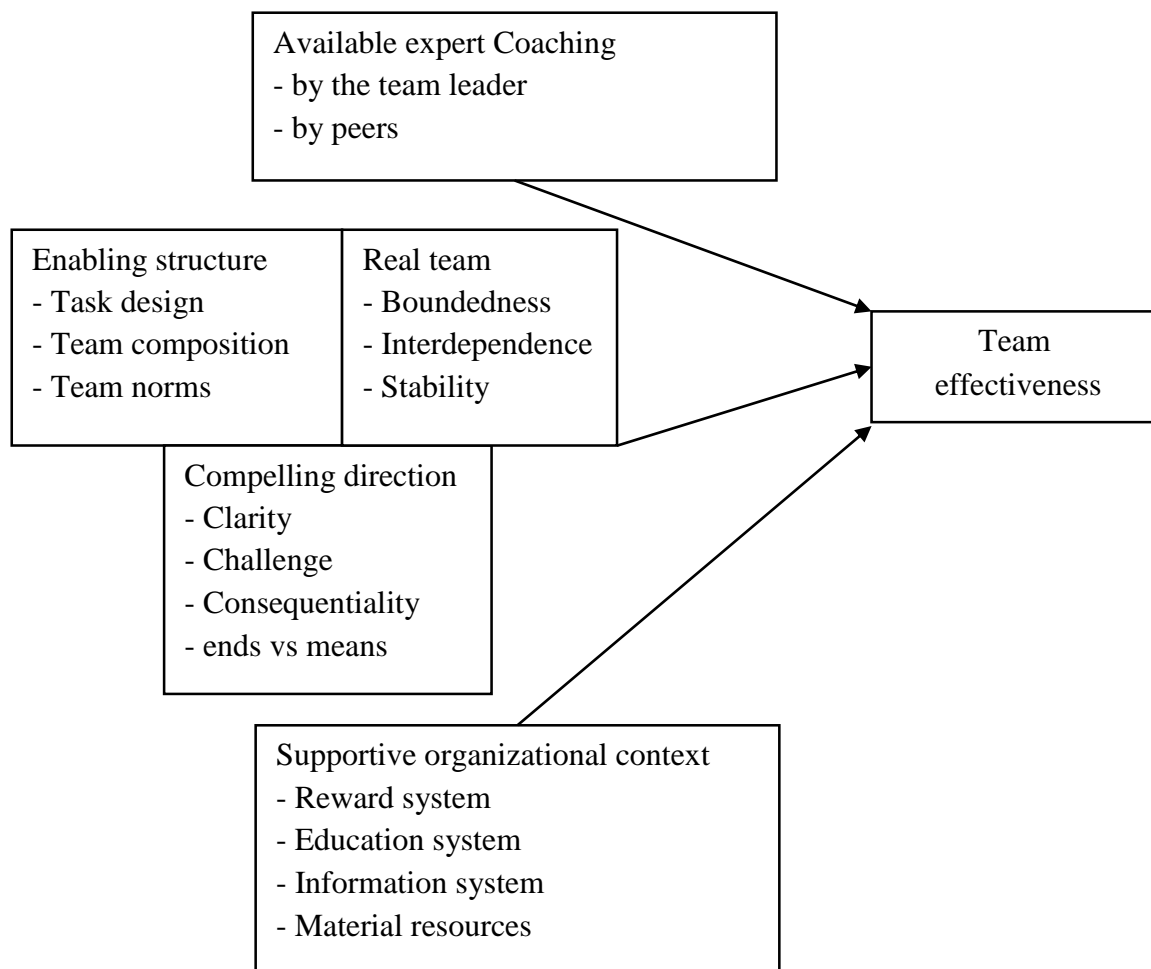 Available expert Coaching
- by the team leader
- by peers
Enabling structure
- Task design
- Team composition
- Team norms
Real team
- Boundedness
- Interdependence
- Stability
Team
effectiveness
Compelling direction
- Clarity
- Challenge
- Consequentiality
- ends vs means
Supportive organizational context
- Reward system
- Education system
- Information system
- Material resources